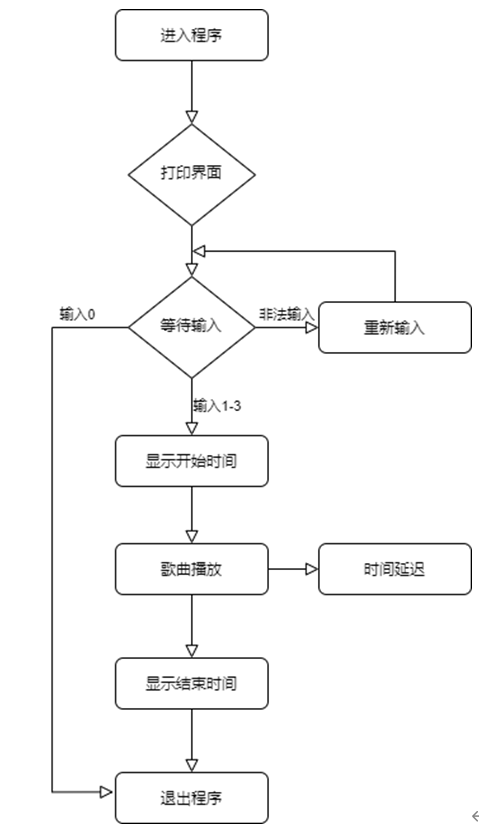 进入程序
打印界面
输入0
等待输入
非法输入
重新输入
输入1-3
显示开始时间
歌曲播放
时间延迟
显示结束时间
退出程序